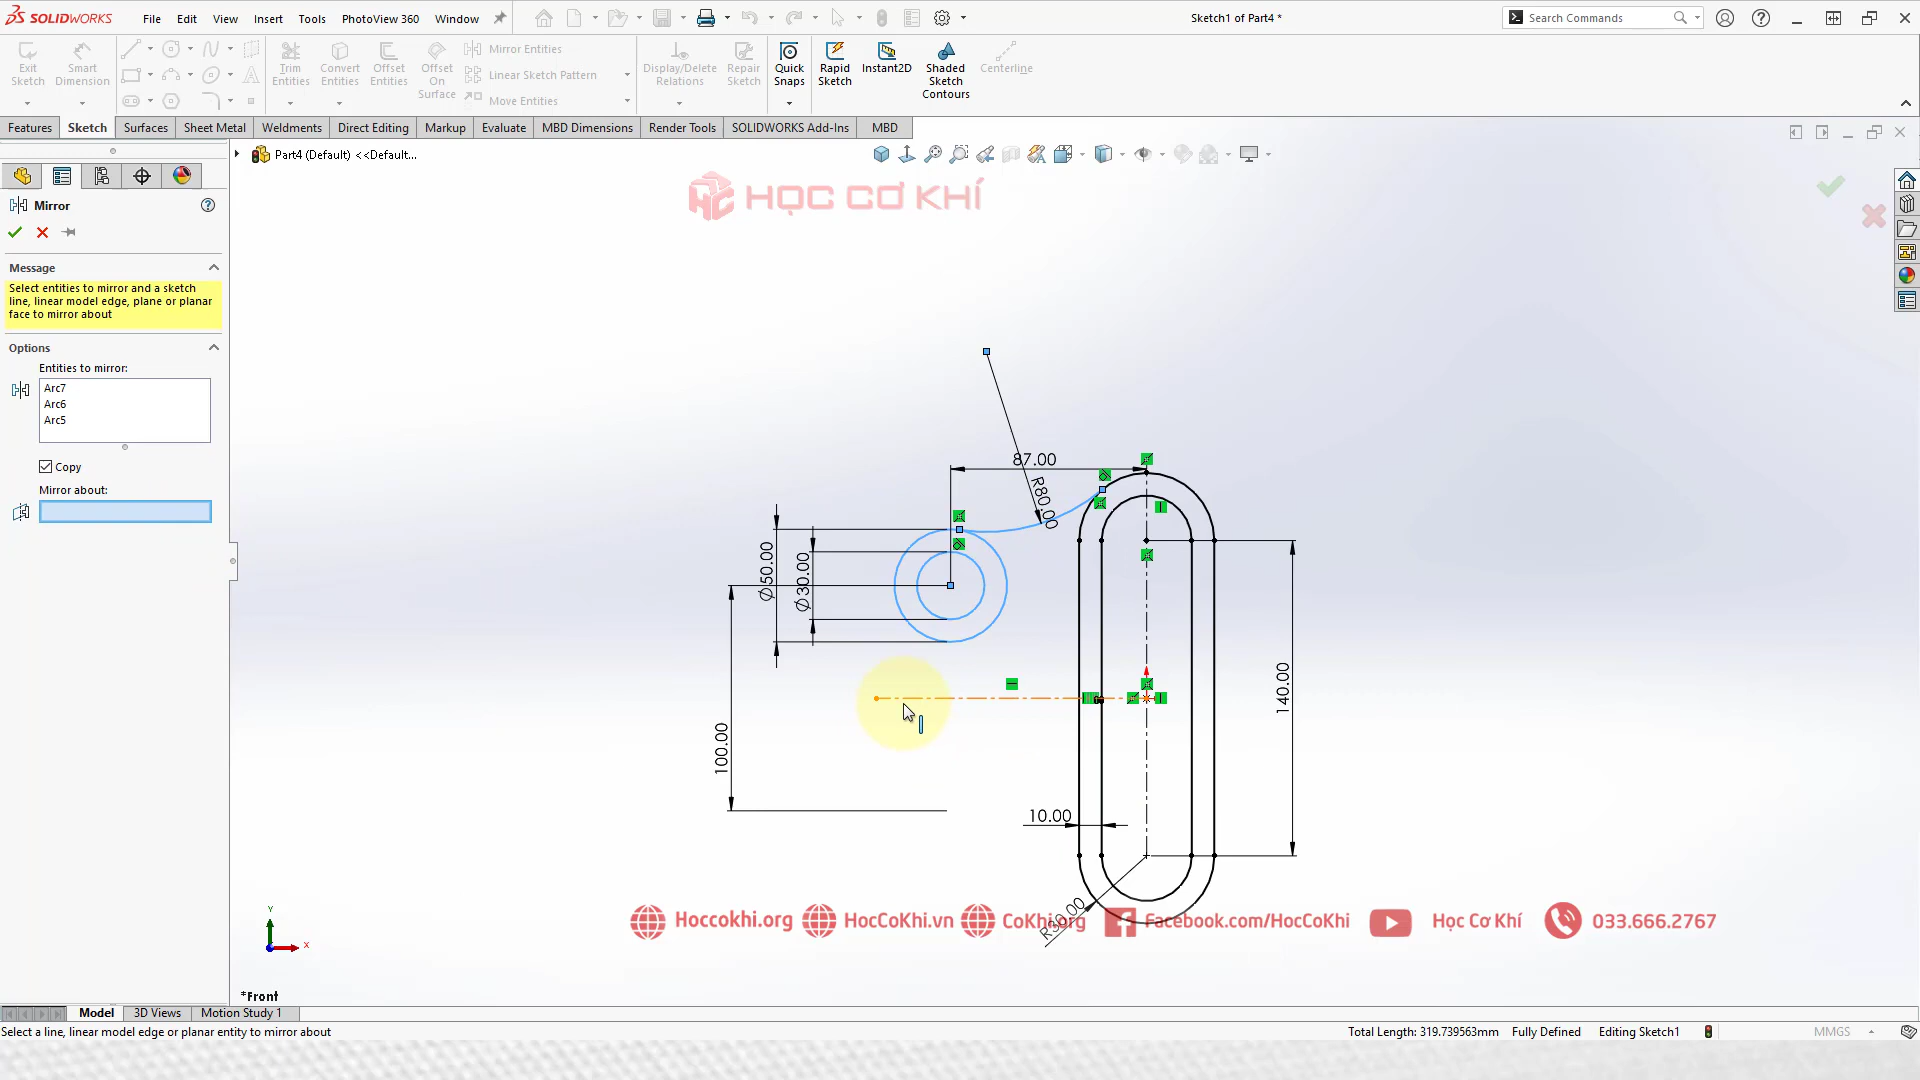 SOLIDWORKS
File Edit View Insert Tools PhotoView 360 Window
Sketch1 of Part4 *
Search Commands
Exit Sketch
Smart Dimension
Trim Entities
Convert Entities
Offset Entities
Offset On Surface
Mirror Entities
Linear Sketch Pattern
Move Entities
Display/Delete Relations
Repair Sketch
Quick Snaps
Rapid Sketch
Instant2D
Shaded Sketch Contours
Centerline
Features Sketch Surfaces Sheet Metal Weldments Direct Editing Markup Evaluate MBD Dimensions Render Tools SOLIDWORKS Add-Ins MBD
Part4 (Default) <<Default...
HỌC CƠ KHÍ
Mirror
Message
Select entities to mirror and a sketch
line, linear model edge, plane or planar
face to mirror about
Options
Entities to mirror:
Arc7
Arc6
Arc5
Copy
Mirror about:
87.00
R80.00
Ø50.00
Ø30.00
100.00
140.00
10.00
R30.00
Hoccokhi.org HocCoKhi.vn CoKhi.org Facebook.com/HocCoKhi Học Cơ Khí 033.666.2767
Y
X
*Front
Model 3D Views Motion Study 1
Select a line, linear model edge or planar entity to mirror about
Total Length: 319.739563mm Fully Defined Editing Sketch1 MMGS